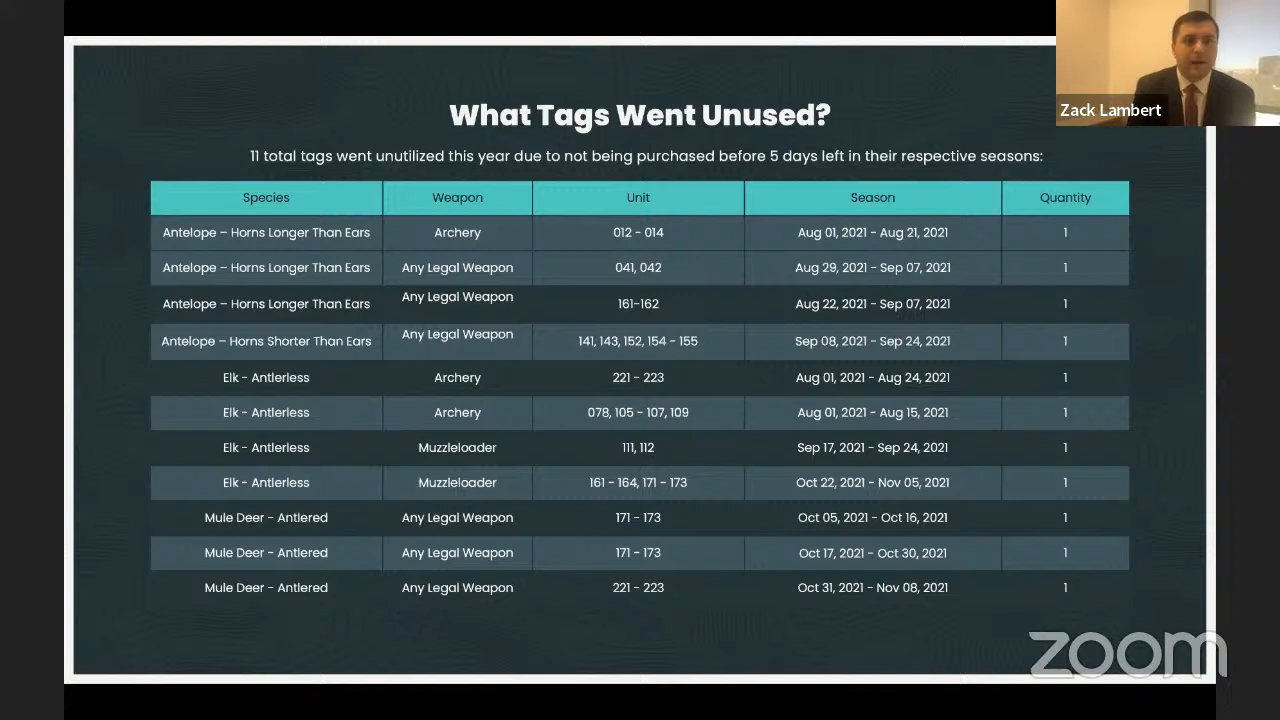 Zack Lambert
What Tags Went Unused?
11 total tags went unutilized this year due to not being purchased before 5 days left in their respective seasons:
Species Weapon Unit Season Quantity
Antelope – Horns Longer Than Ears Archery 012 - 014 Aug 01, 2021 - Aug 21, 2021 1
Antelope – Horns Longer Than Ears Any Legal Weapon 041, 042 Aug 29, 2021 - Sep 07, 2021 1
Antelope – Horns Longer Than Ears Any Legal Weapon 161-162 Aug 22, 2021 - Sep 07, 2021 1
Antelope – Horns Shorter Than Ears Any Legal Weapon 141, 143, 152, 154 - 155 Sep 08, 2021 - Sep 24, 2021 1
Elk - Antlerless Archery 221 - 223 Aug 01, 2021 - Aug 24, 2021 1
Elk - Antlerless Archery 078, 105 - 107, 109 Aug 01, 2021 - Aug 15, 2021 1
Elk - Antlerless Muzzleloader 111, 112 Sep 17, 2021 - Sep 24, 2021 1
Elk - Antlerless Muzzleloader 161 - 164, 171 - 173 Oct 22, 2021 - Nov 05, 2021 1
Mule Deer - Antlered Any Legal Weapon 171 - 173 Oct 05, 2021 - Oct 16, 2021 1
Mule Deer - Antlered Any Legal Weapon 171 - 173 Oct 17, 2021 - Oct 30, 2021 1
Mule Deer - Antlered Any Legal Weapon 221 - 223 Oct 31, 2021 - Nov 08, 2021 1
zoom